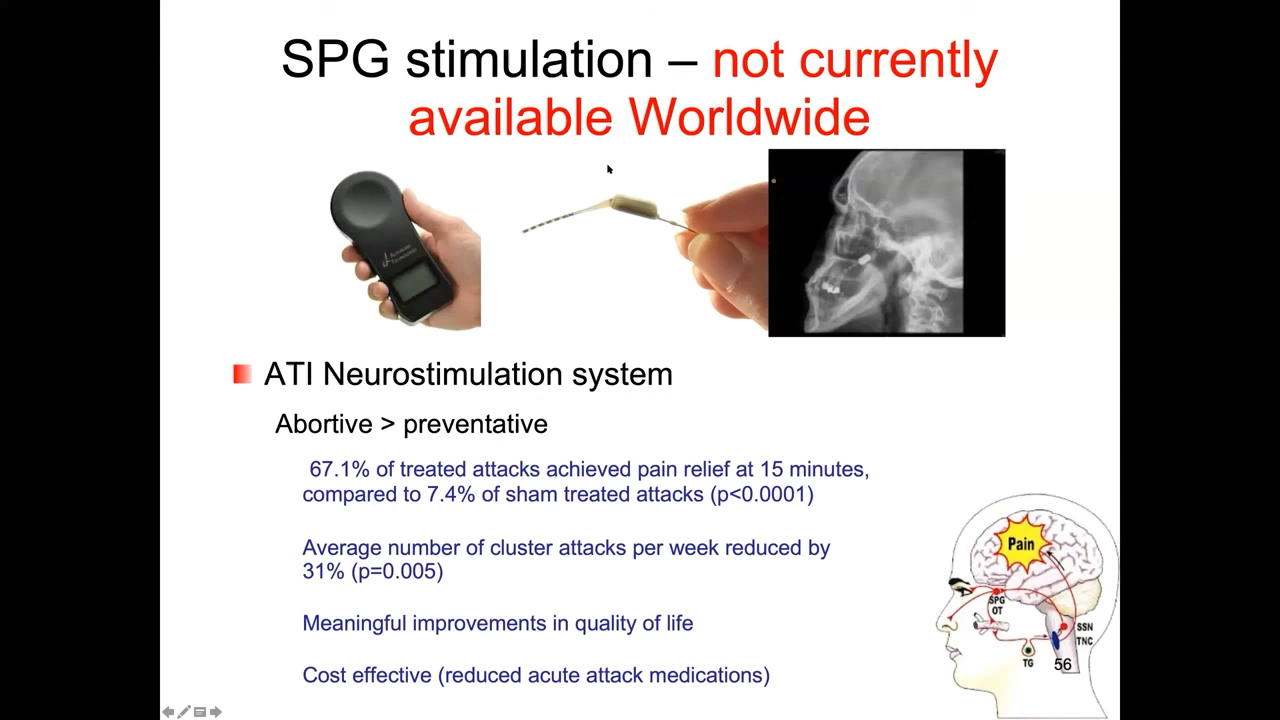 SPG stimulation – not currently
available Worldwide
ATI Neurostimulation system
Abortive > preventative
67.1% of treated attacks achieved pain relief at 15 minutes,
compared to 7.4% of sham treated attacks (p<0.0001)
Average number of cluster attacks per week reduced by
31% (p=0.005)
Meaningful improvements in quality of life
Cost effective (reduced acute attack medications)
Pain
SPG
OT
SSN
TNC
TG
56